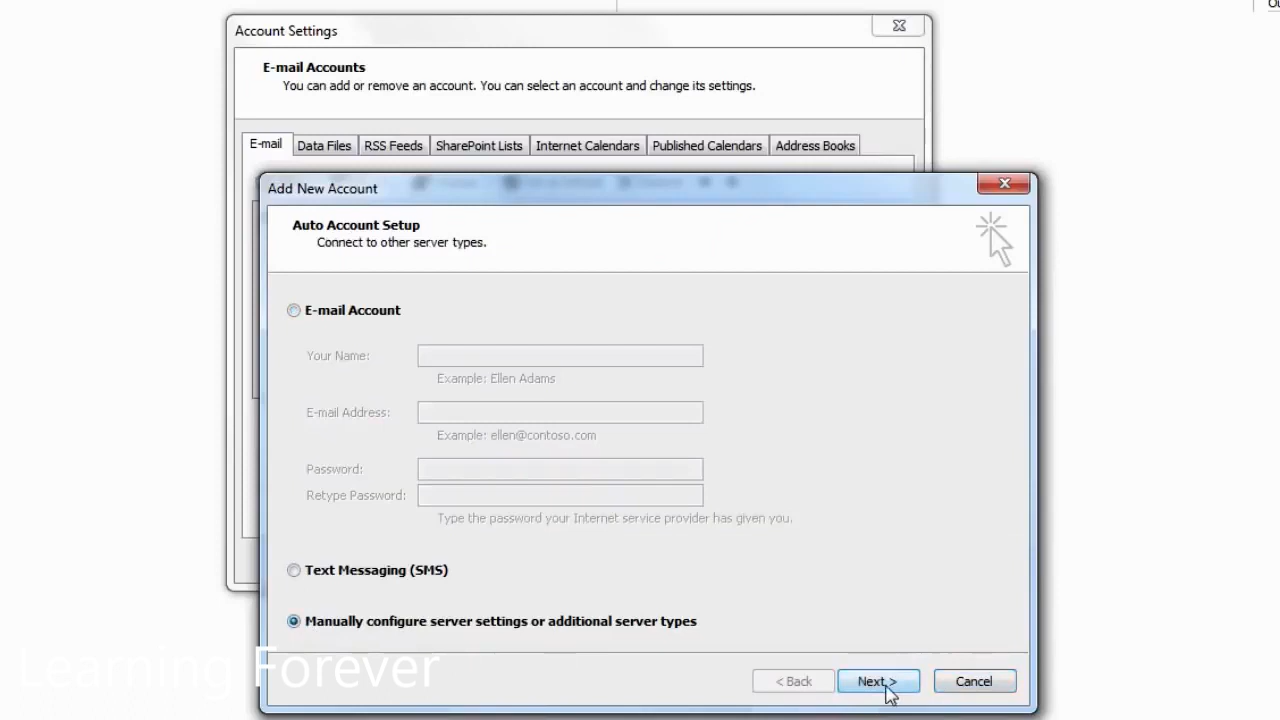 Account Settings
E-mail Accounts
You can add or remove an account. You can select an account and change its settings.
E-mail Data Files RSS Feeds SharePoint Lists Internet Calendars Published Calendars Address Books
Add New Account
Auto Account Setup
Connect to other server types.
E-mail Account
Your Name:
Example: Ellen Adams
E-mail Address:
Example: ellen@contoso.com
Password:
Retype Password:
Type the password your Internet service provider has given you.
Text Messaging (SMS)
Manually configure server settings or additional server types
Learning Forever
< Back Next > Cancel